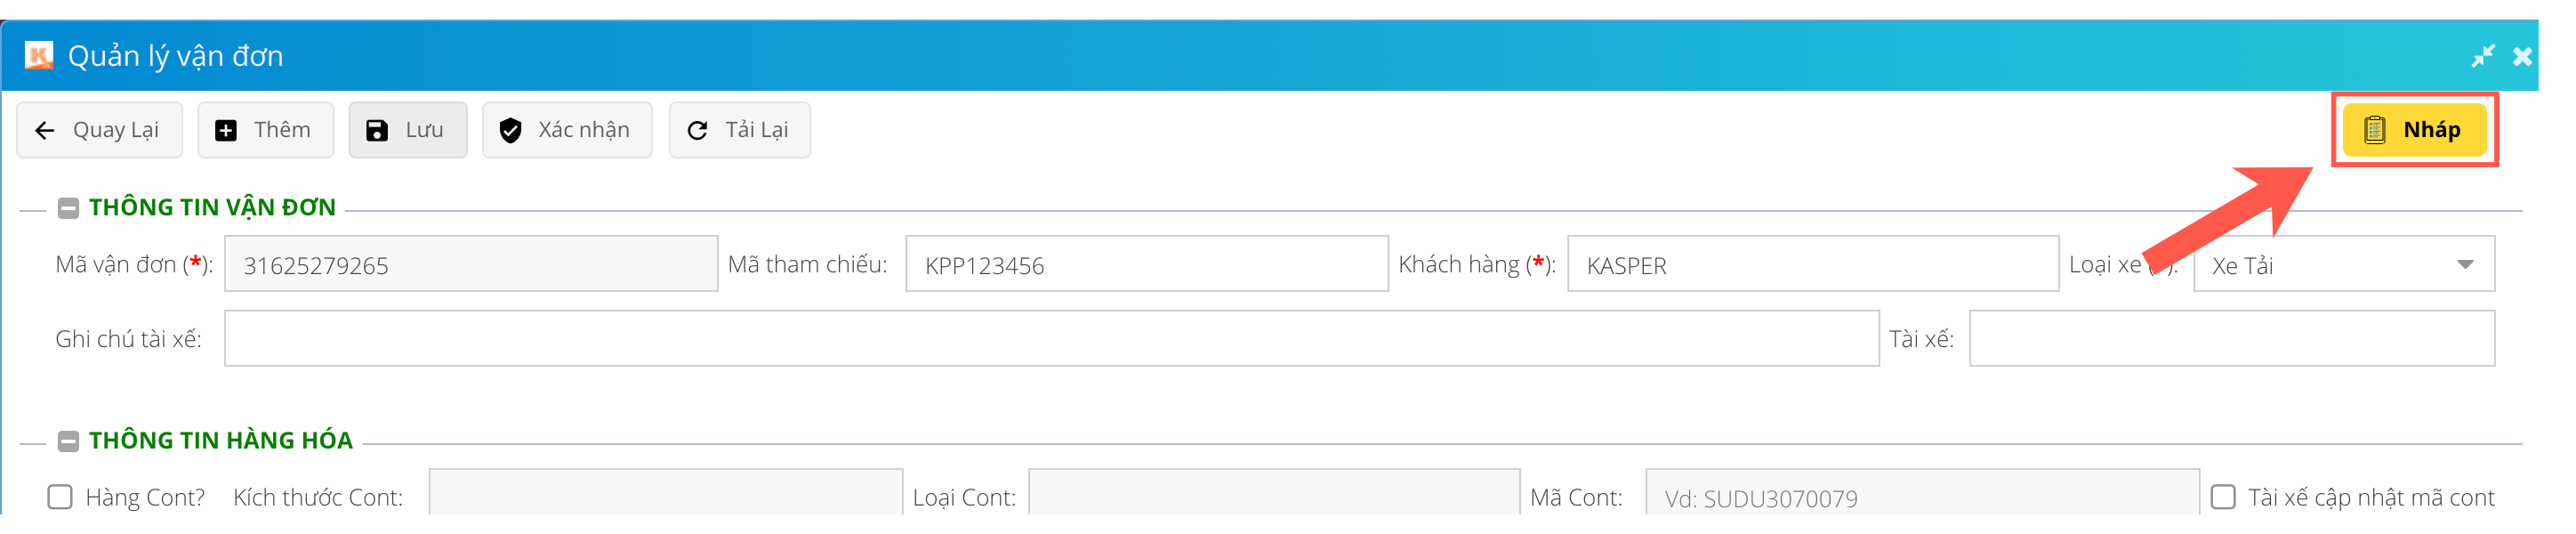 Quản lý vận đơn
Quay Lại Thêm Lưu Xác nhận Tải Lại Nháp
THÔNG TIN VẬN ĐƠN
Mã vận đơn (*): 31625279265 Mã tham chiếu: KPP123456 Khách hàng (*): KASPER Loại xe ( ): Xe Tải
Ghi chú tài xế: Tài xế:
THÔNG TIN HÀNG HÓA
Hàng Cont? Kích thước Cont: Loại Cont: Mã Cont: Vd: SUDU3070079 Tài xế cập nhật mã cont